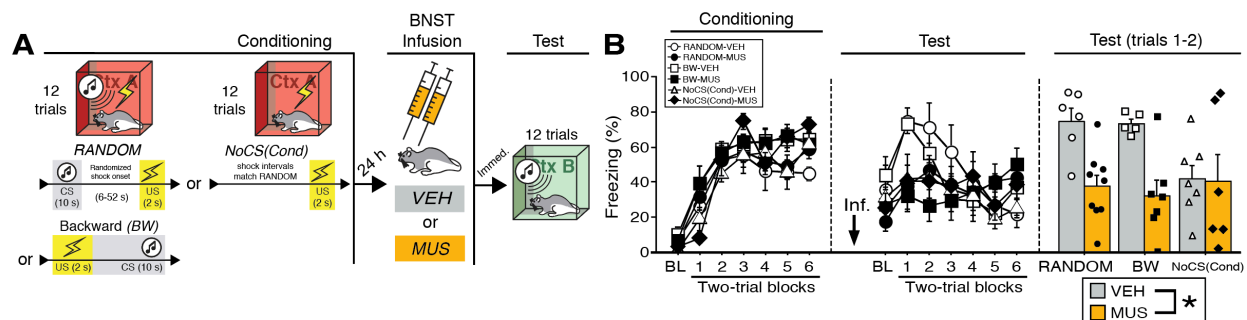 A
Conditioning
BNST
Infusion
Test
12
trials
Ctx A
12
trials
Ctx A
RANDOM
NoCS(Cond)
CS
(10 s)
Randomized
shock onset
(6-52 s)
US
(2 s)
or
shock intervals
match RANDOM
US
(2 s)
24 h
Backward (BW)
or
US (2 s)
CS (10 s)
VEH
or
MUS
Immed.
12 trials
Ctx B
B
Conditioning
Test
Test (trials 1-2)
RANDOM-VEH
RANDOM-MUS
BW-VEH
BW-MUS
NoCS(Cond)-VEH
NoCS(Cond)-MUS
Freezing (%)
100
80
60
40
20
0
BL 1 2 3 4 5 6
Two-trial blocks
Inf.
BL 1 2 3 4 5 6
Two-trial blocks
RANDOM BW NoCS(Cond)
VEH
MUS
*